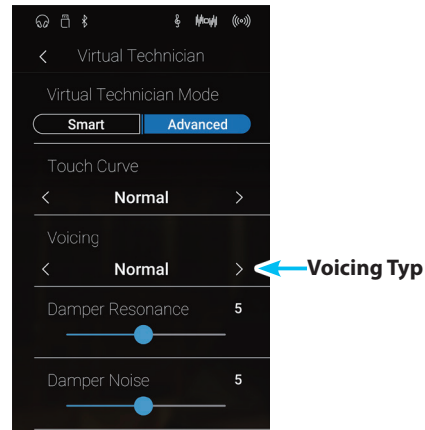 Virtual Technician
Virtual Technician Mode
Smart Advanced
Touch Curve
Normal
Voicing
Normal
Voicing Typ
Damper Resonance 5
Damper Noise 5